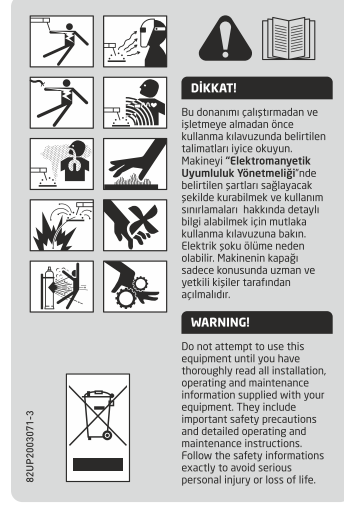 DİKKAT!
Bu donanımı çalıştırmadan ve
işletmeye almadan önce
kullanma kılavuzunda belirtilen
talimatları iyice okuyun.
Makineyi "Elektromanyetik
Uyumluluk Yönetmeliği"nde
belirtilen şartları sağlayacak
şekilde kurabilmek ve kullanım
sınırlamaları hakkında detaylı
bilgi alabilmek için mutlaka
kullanma kılavuzuna bakın.
Elektrik şoku ölüme neden
olabilir. Makinenin kapağı
sadece konusunda uzman ve
yetkili kişiler tarafından
açılmalıdır.
WARNING!
Do not attempt to use this
equipment until you have
thoroughly read all installation,
operating and maintenance
information supplied with your
equipment. They include
important safety precautions
and detailed operating and
maintenance instructions.
Follow the safety informations
exactly to avoid serious
personal injury or loss of life.
82UP2003071-3